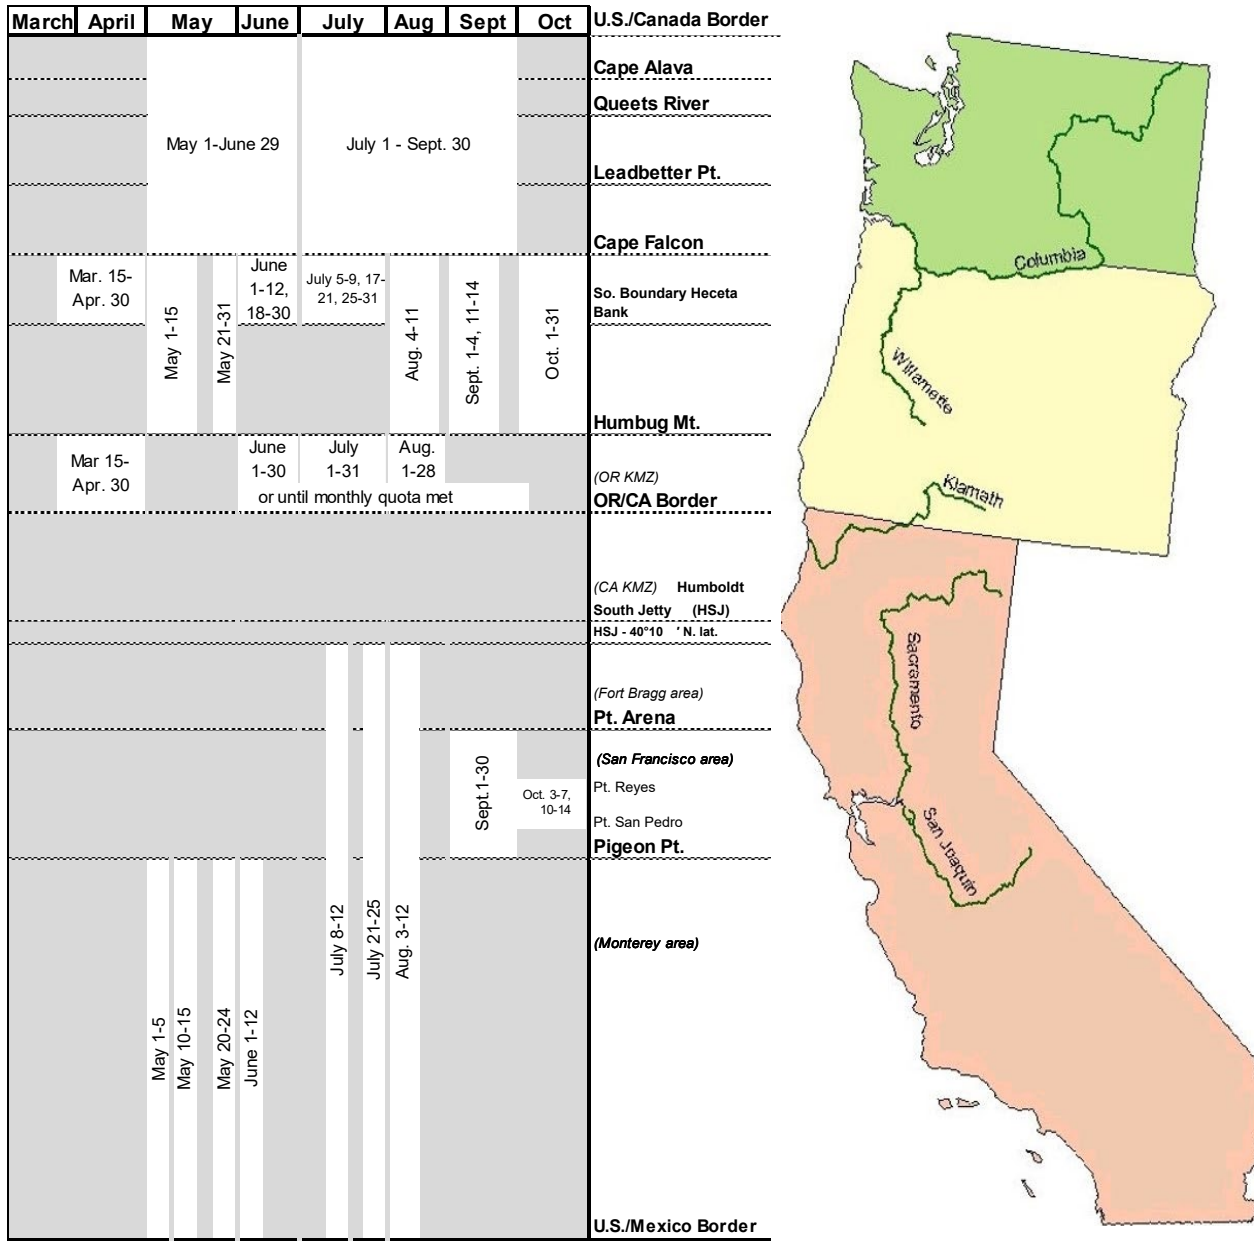 March April May June July Aug Sept Oct
U.S./Canada Border
Cape Alava
Queets River
May 1-June 29
July 1 - Sept. 30
Leadbetter Pt.
Cape Falcon
Mar. 15-
Apr. 30
May 1-15
May 21-31
June
1-12,
18-30
July 5-9, 17-
21, 25-31
Aug. 4-11
Sept. 1-4, 11-14
Oct. 1-31
So. Boundary Heceta
Bank
Humbug Mt.
Mar 15-
Apr. 30
June
1-30
July
1-31
Aug.
1-28
or until monthly quota met
(OR KMZ)
OR/CA Border
(CA KMZ) Humboldt
South Jetty (HSJ)
HSJ - 40°10 ′ N. lat.
(Fort Bragg area)
Pt. Arena
(San Francisco area)
Pt. Reyes
Pt. San Pedro
Pigeon Pt.
Sept.1-30
Oct. 3-7,
10-14
July 8-12
July 21-25
Aug. 3-12
(Monterey area)
May 1-5
May 10-15
May 20-24
June 1-12
U.S./Mexico Border
Columbia
Willamette
Klamath
Sacramento
San Joaquin